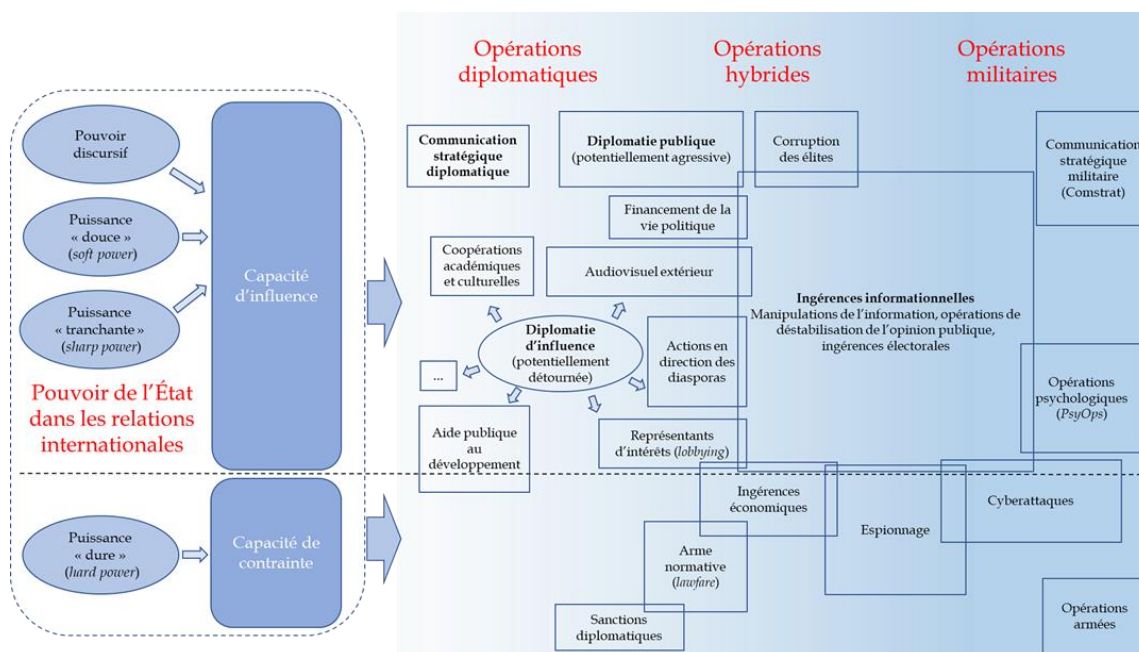 Opérations
diplomatiques
Opérations
hybrides
Opérations
militaires
Pouvoir
discursif
Puissance
« douce »
(soft power)
Puissance
« tranchante »
(sharp power)
Capacité
d’influence
Pouvoir de l’État
dans les relations
internationales
Puissance
« dure »
(hard power)
Capacité de
contrainte
Communication
stratégique
diplomatique
Diplomatie publique
(potentiellement agressive)
Corruption
des élites
Communication
stratégique
militaire
(Comstrat)
Financement de la
vie politique
Coopérations
académiques
et culturelles
Audiovisuel extérieur
Ingérences informationnelles
Manipulations de l’information, opérations de
déstabilisation de l’opinion publique,
ingérences électorales
Diplomatie
d’influence
(potentiellement
détournée)
Actions en
direction des
diasporas
...
Opérations
psychologiques
(PsyOps)
Aide publique
au
développement
Représentants
d’intérêts (lobbying)
Ingérences
économiques
Espionnage
Cyberattaques
Arme
normative
(lawfare)
Sanctions
diplomatiques
Opérations
armées